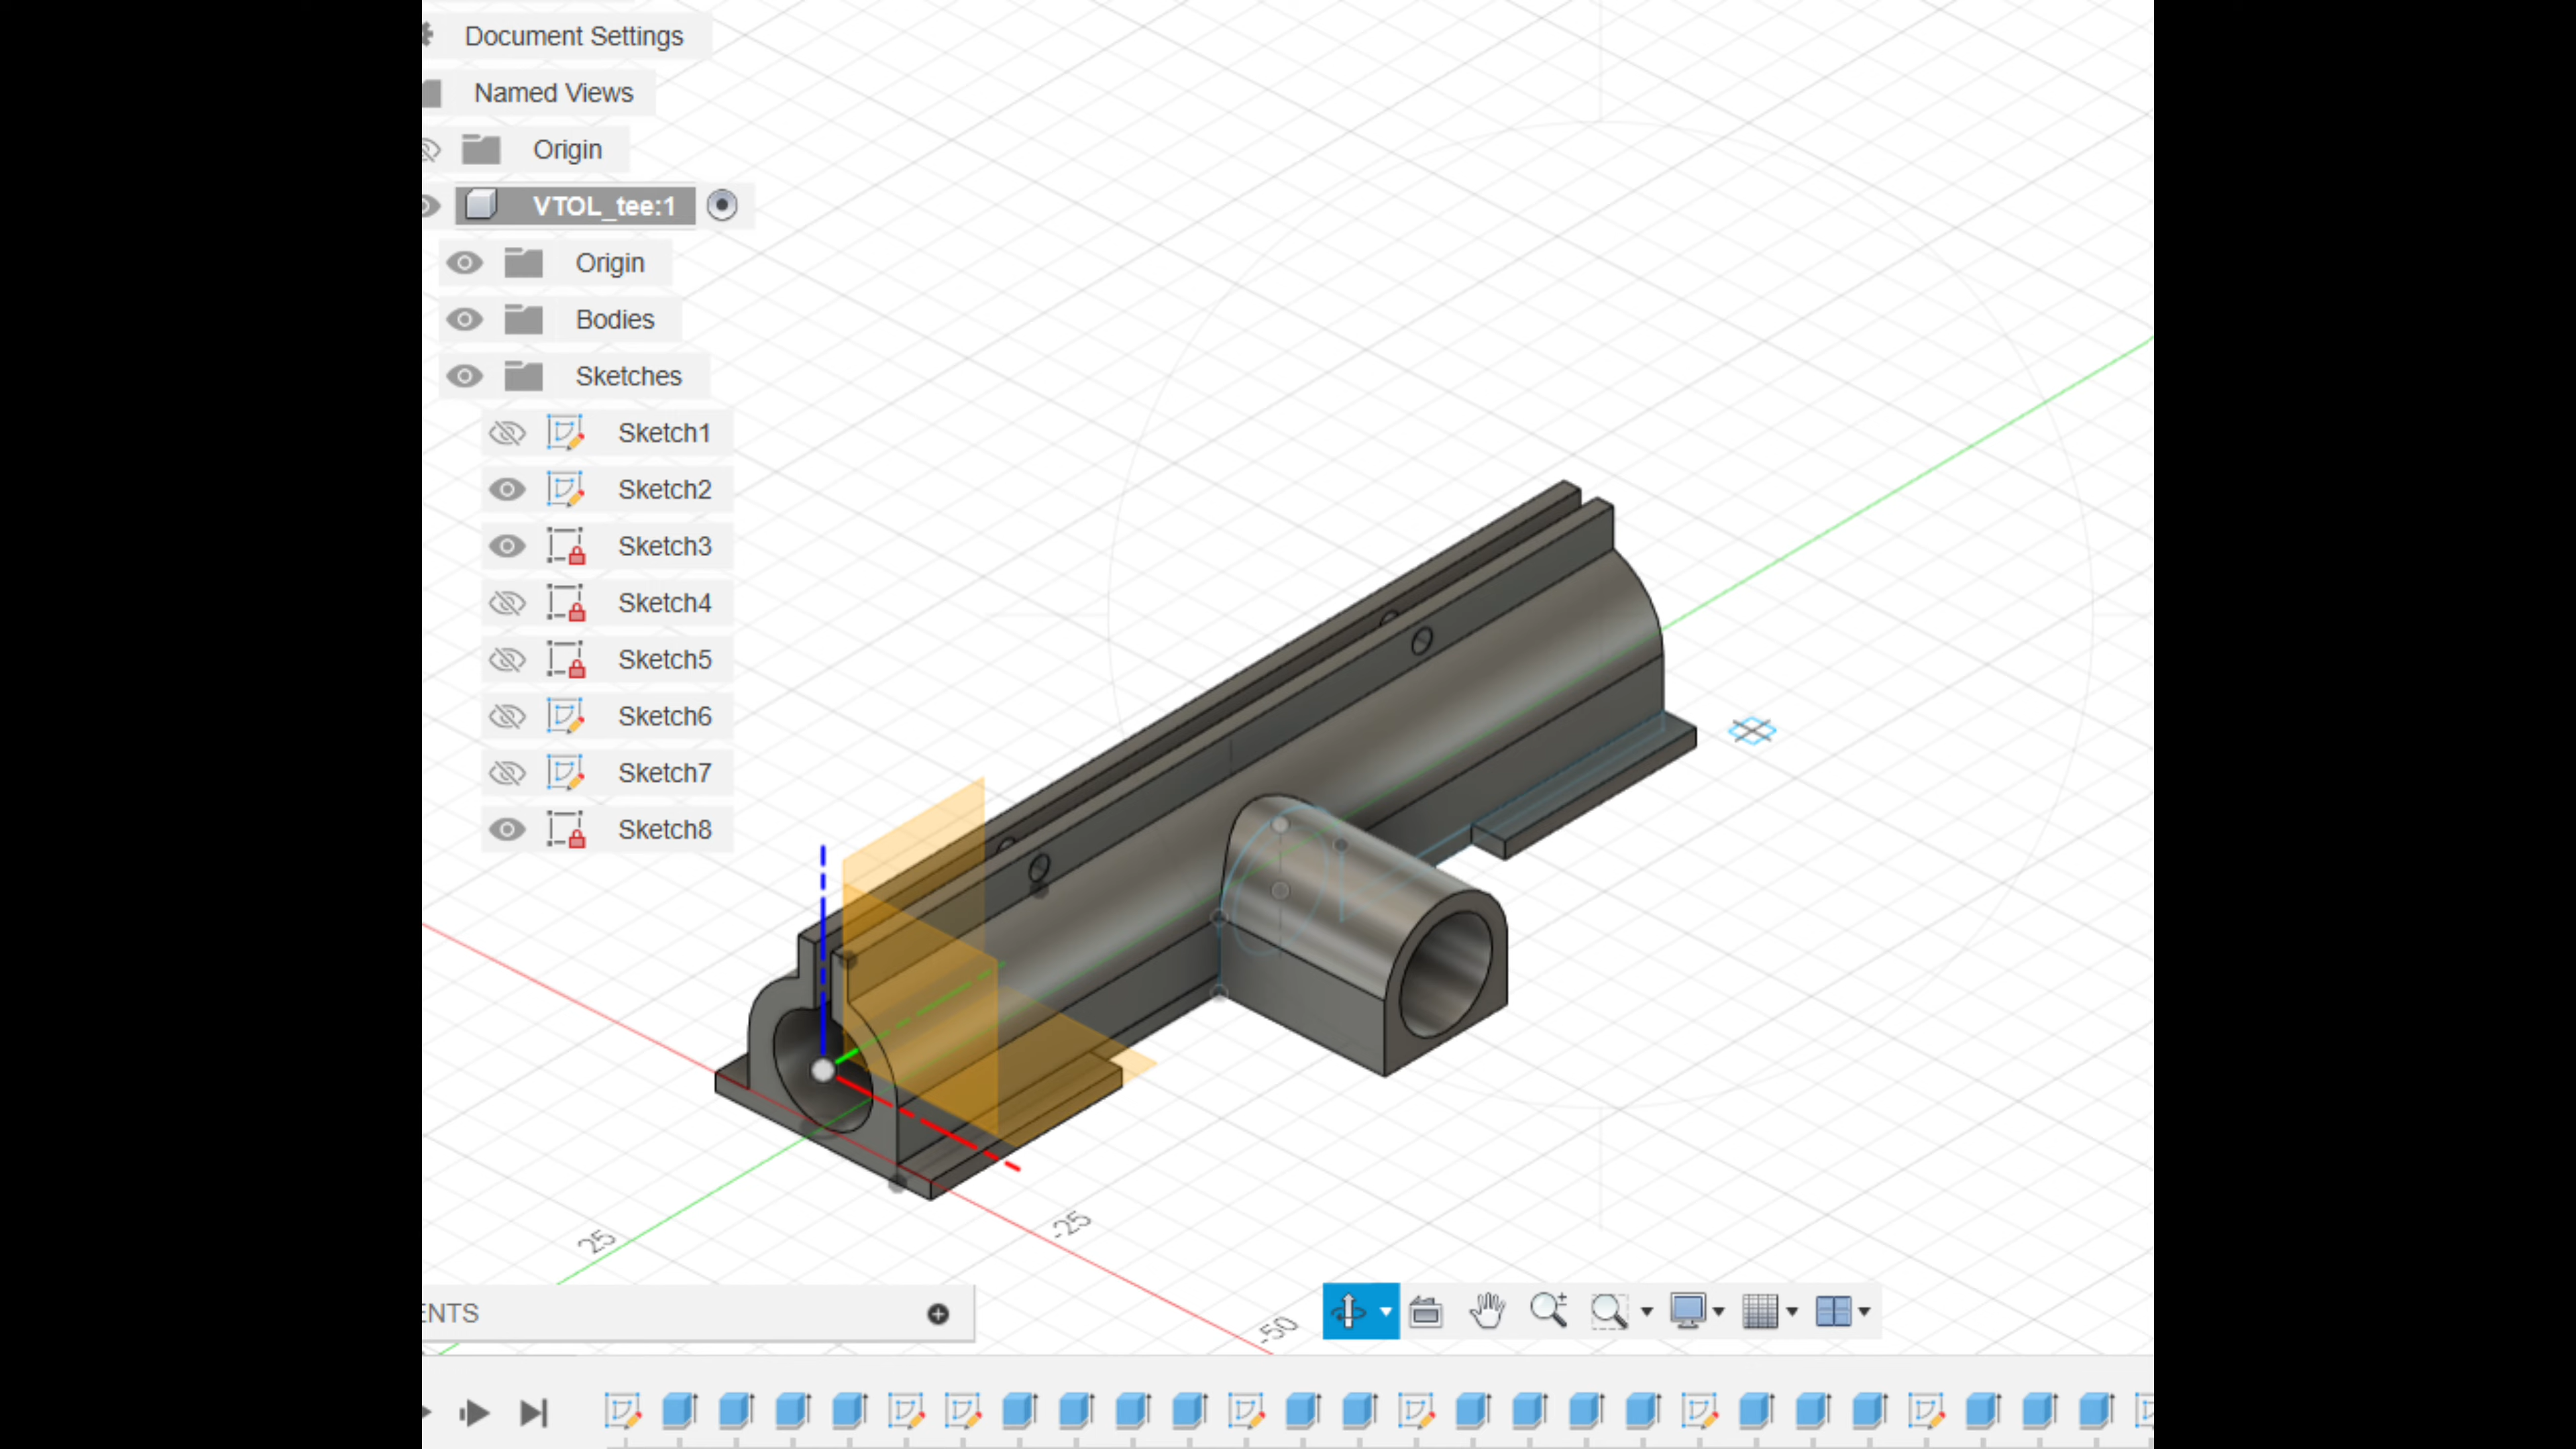 Document Settings
Named Views
Origin
VTOL_tee:1
Origin
Bodies
Sketches
Sketch1
Sketch2
Sketch3
Sketch4
Sketch5
Sketch6
Sketch7
Sketch8
25
-25
-50
ENTS